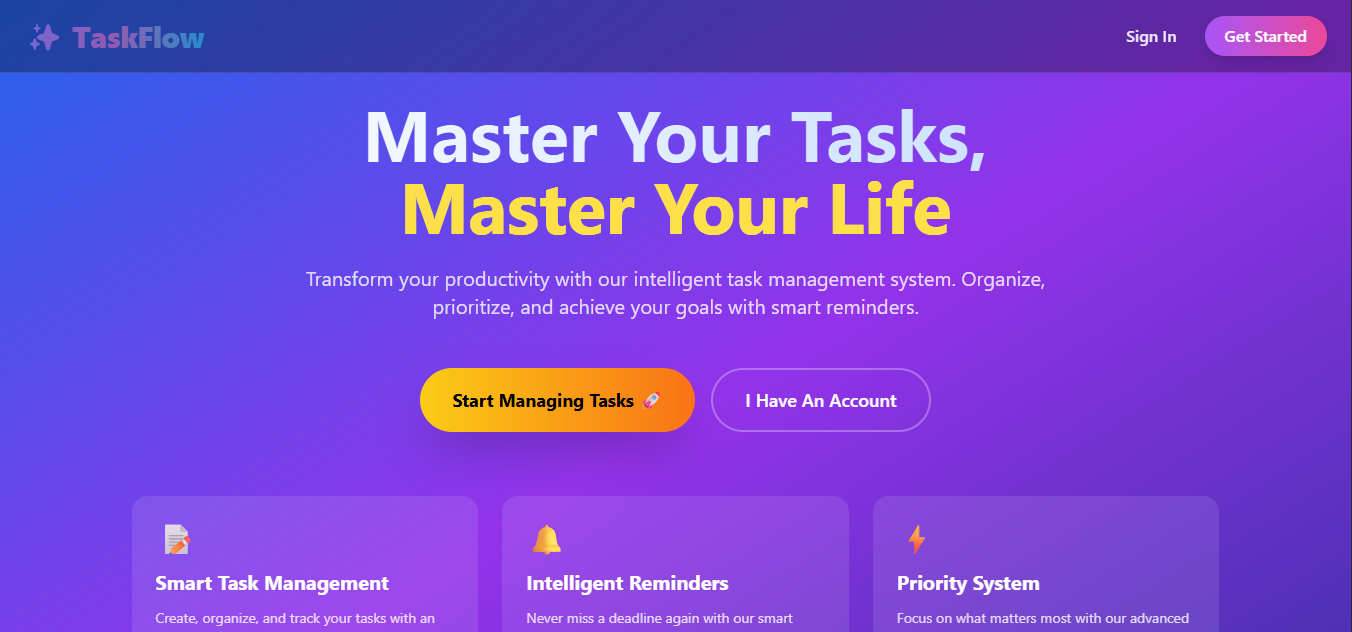 TaskFlow
Sign In
Get Started
Master Your Tasks,
Master Your Life
Transform your productivity with our intelligent task management system. Organize,
prioritize, and achieve your goals with smart reminders.
Start Managing Tasks 🚀
I Have An Account
Smart Task Management
Create, organize, and track your tasks with an
Intelligent Reminders
Never miss a deadline again with our smart
Priority System
Focus on what matters most with our advanced